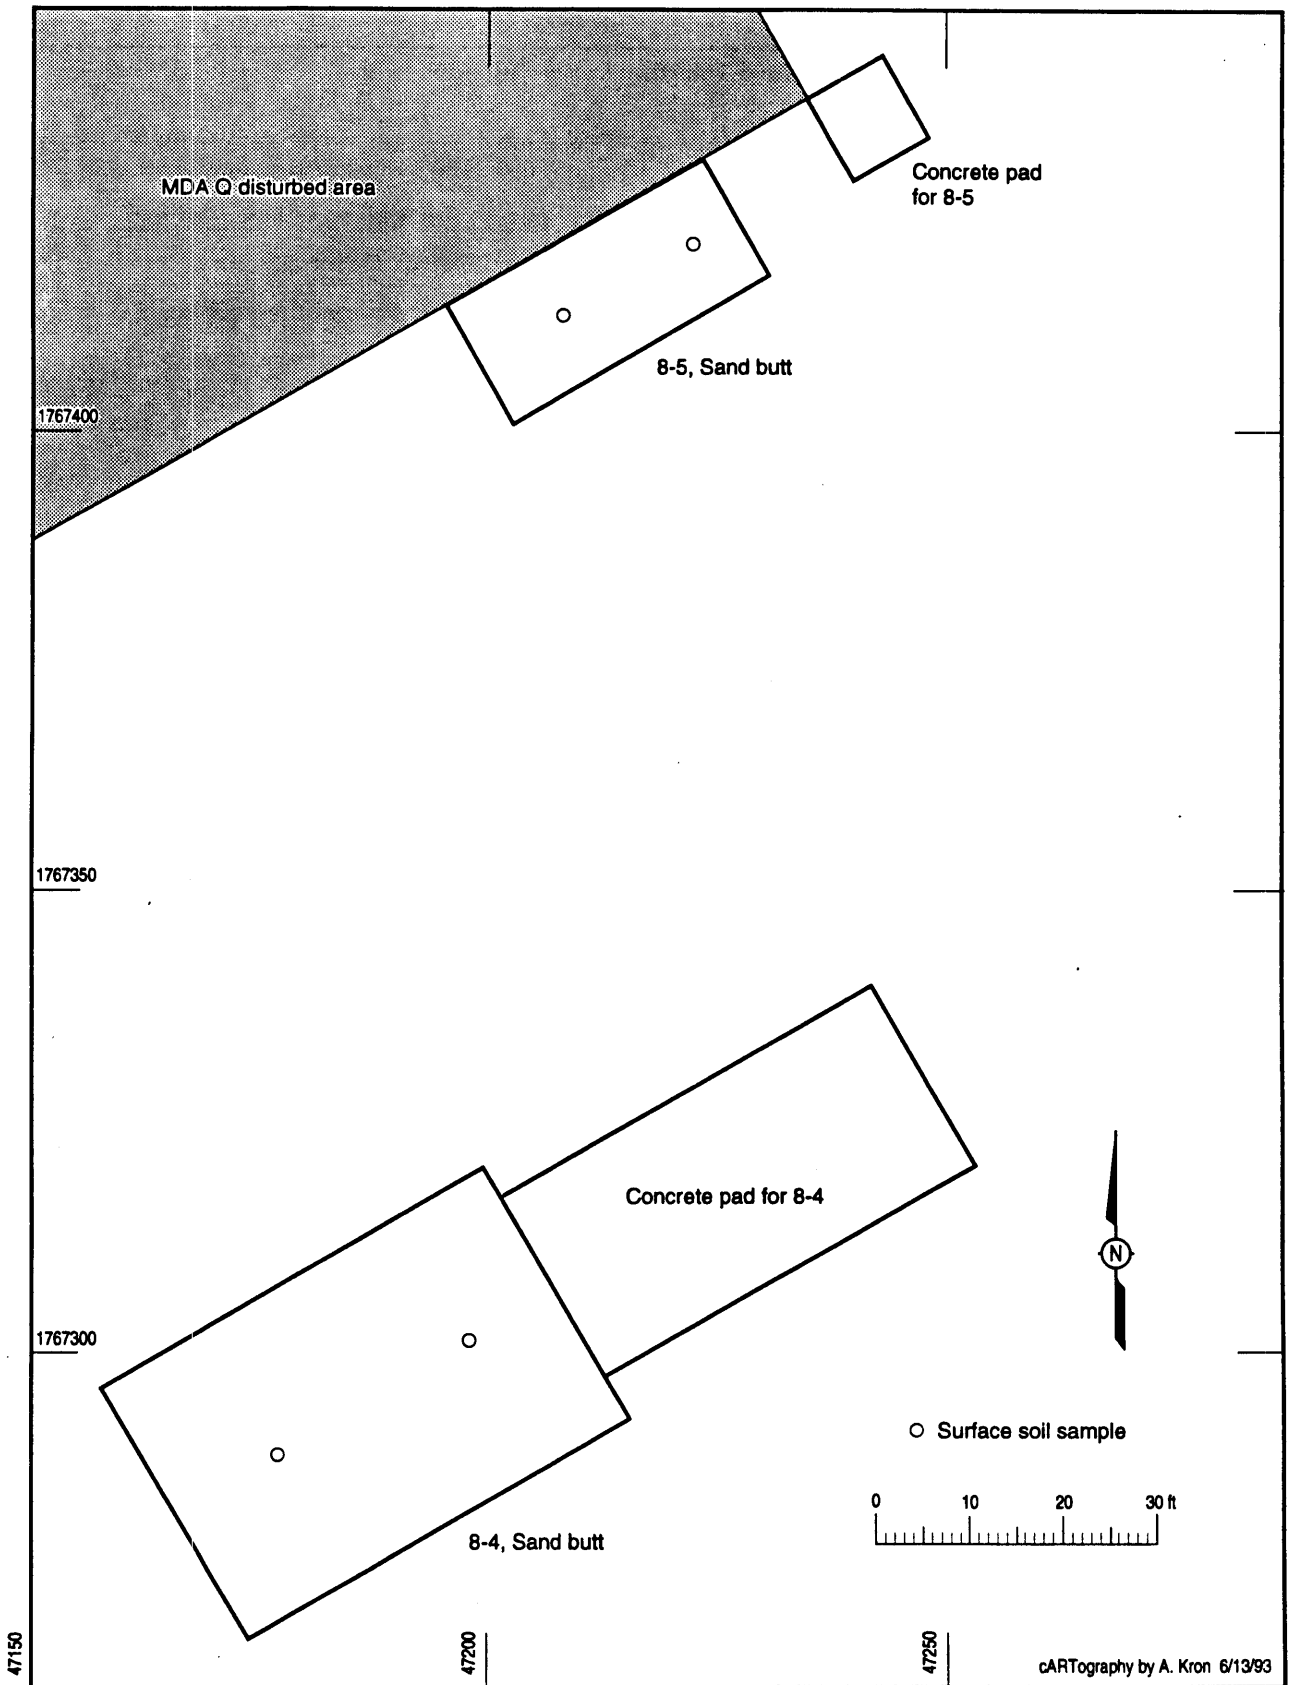 MDA Q disturbed area
Concrete pad
for 8-5
8-5, Sand butt
1767400
1767350
Concrete pad for 8-4
N
1767300
Surface soil sample
0 10 20 30 ft
8-4, Sand butt
47150
47200
47250
cARTography by A. Kron 6/13/93